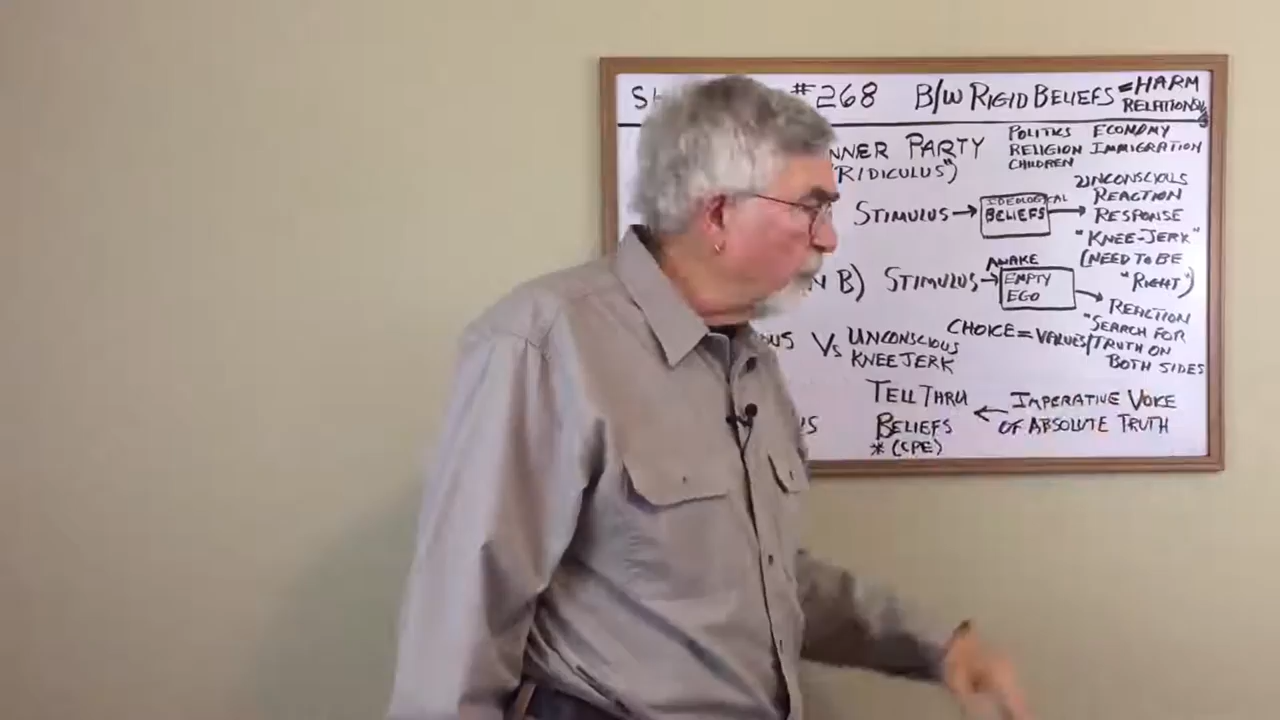 #268 B/W RIGID BELIEFS = HARM
RELATIONS
NNER PARTY
"RIDICULUS")
POLITICS ECONOMY
RELIGION IMMIGRATION
CHILDREN
STIMULUS → IDEOLOGICAL
BELIEFS → UNCONSCIOUS
REACTION
RESPONSE
"KNEE-JERK"
(NEED TO BE
"RIGHT")
N B) STIMULUS → AWAKE
EMPTY
EGO → REACTION
"SEARCH FOR
TRUTH ON
BOTH SIDES
CHOICE = VALUES/
US VS UNCONSCIOUS
KNEE JERK
TELL THRU
BELIEFS
* (CPE)
← IMPERATIVE VOICE
OF ABSOLUTE TRUTH